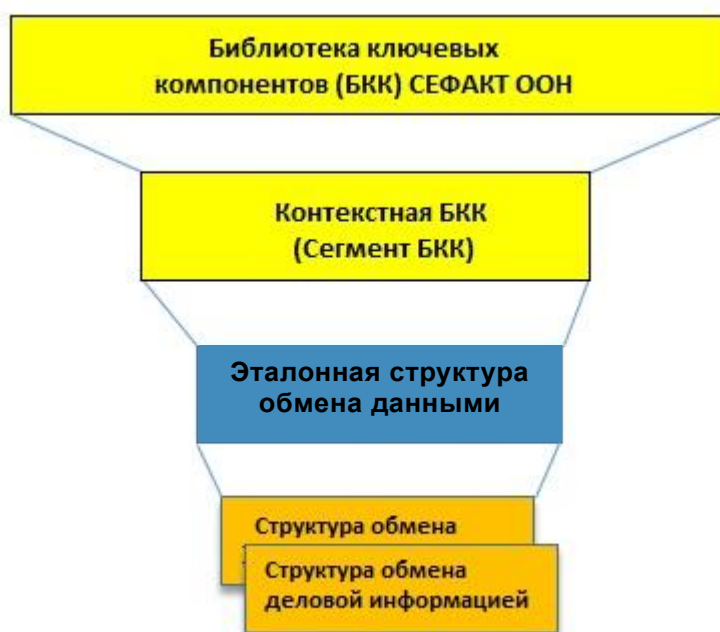 Библиотека ключевых
компонентов (БКК) СЕФАКТ ООН
Контекстная БКК
(Сегмент БКК)
Эталонная структура
обмена данными
Структура обмена
Структура обмена
деловой информацией